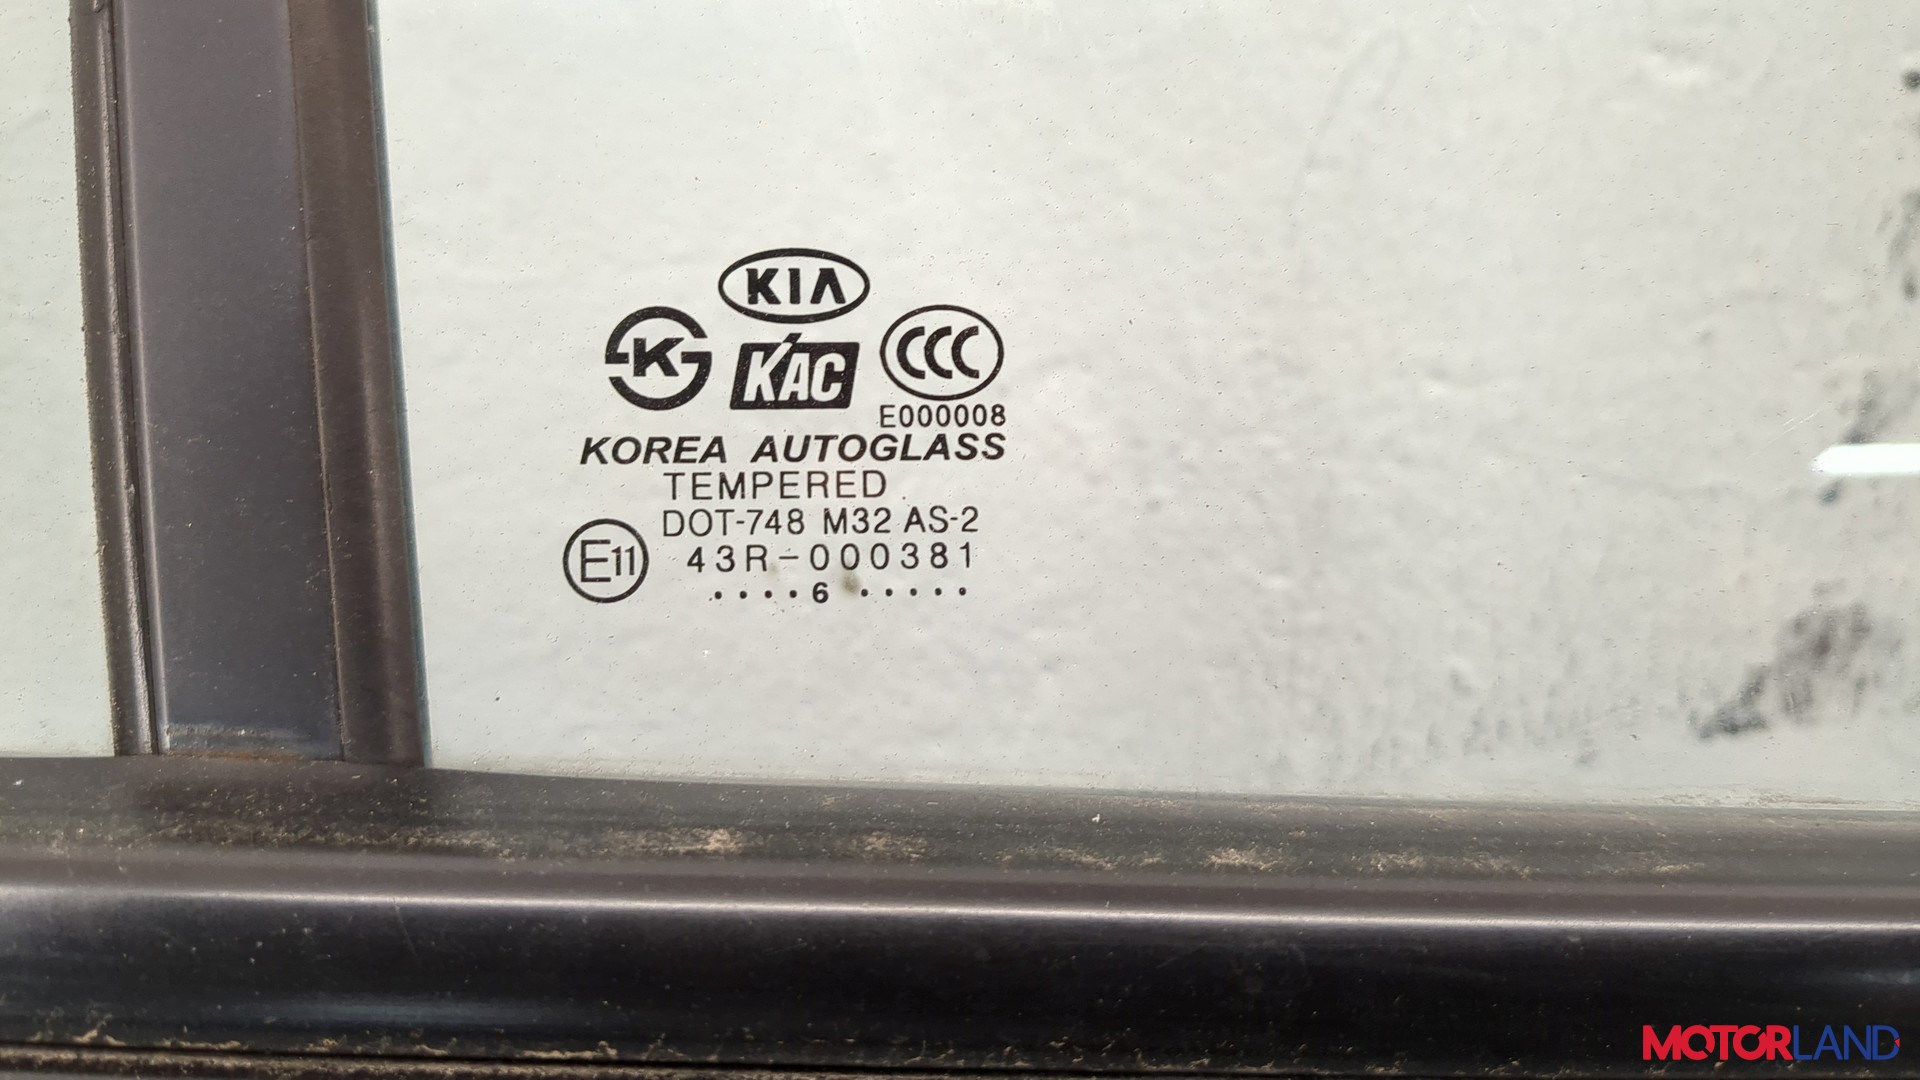 KIA
K
KAC
CCC
E000008
KOREA AUTOGLASS
TEMPERED
DOT-748 M32 AS-2
E11
43R-000381
....6.....
MOTORLAND